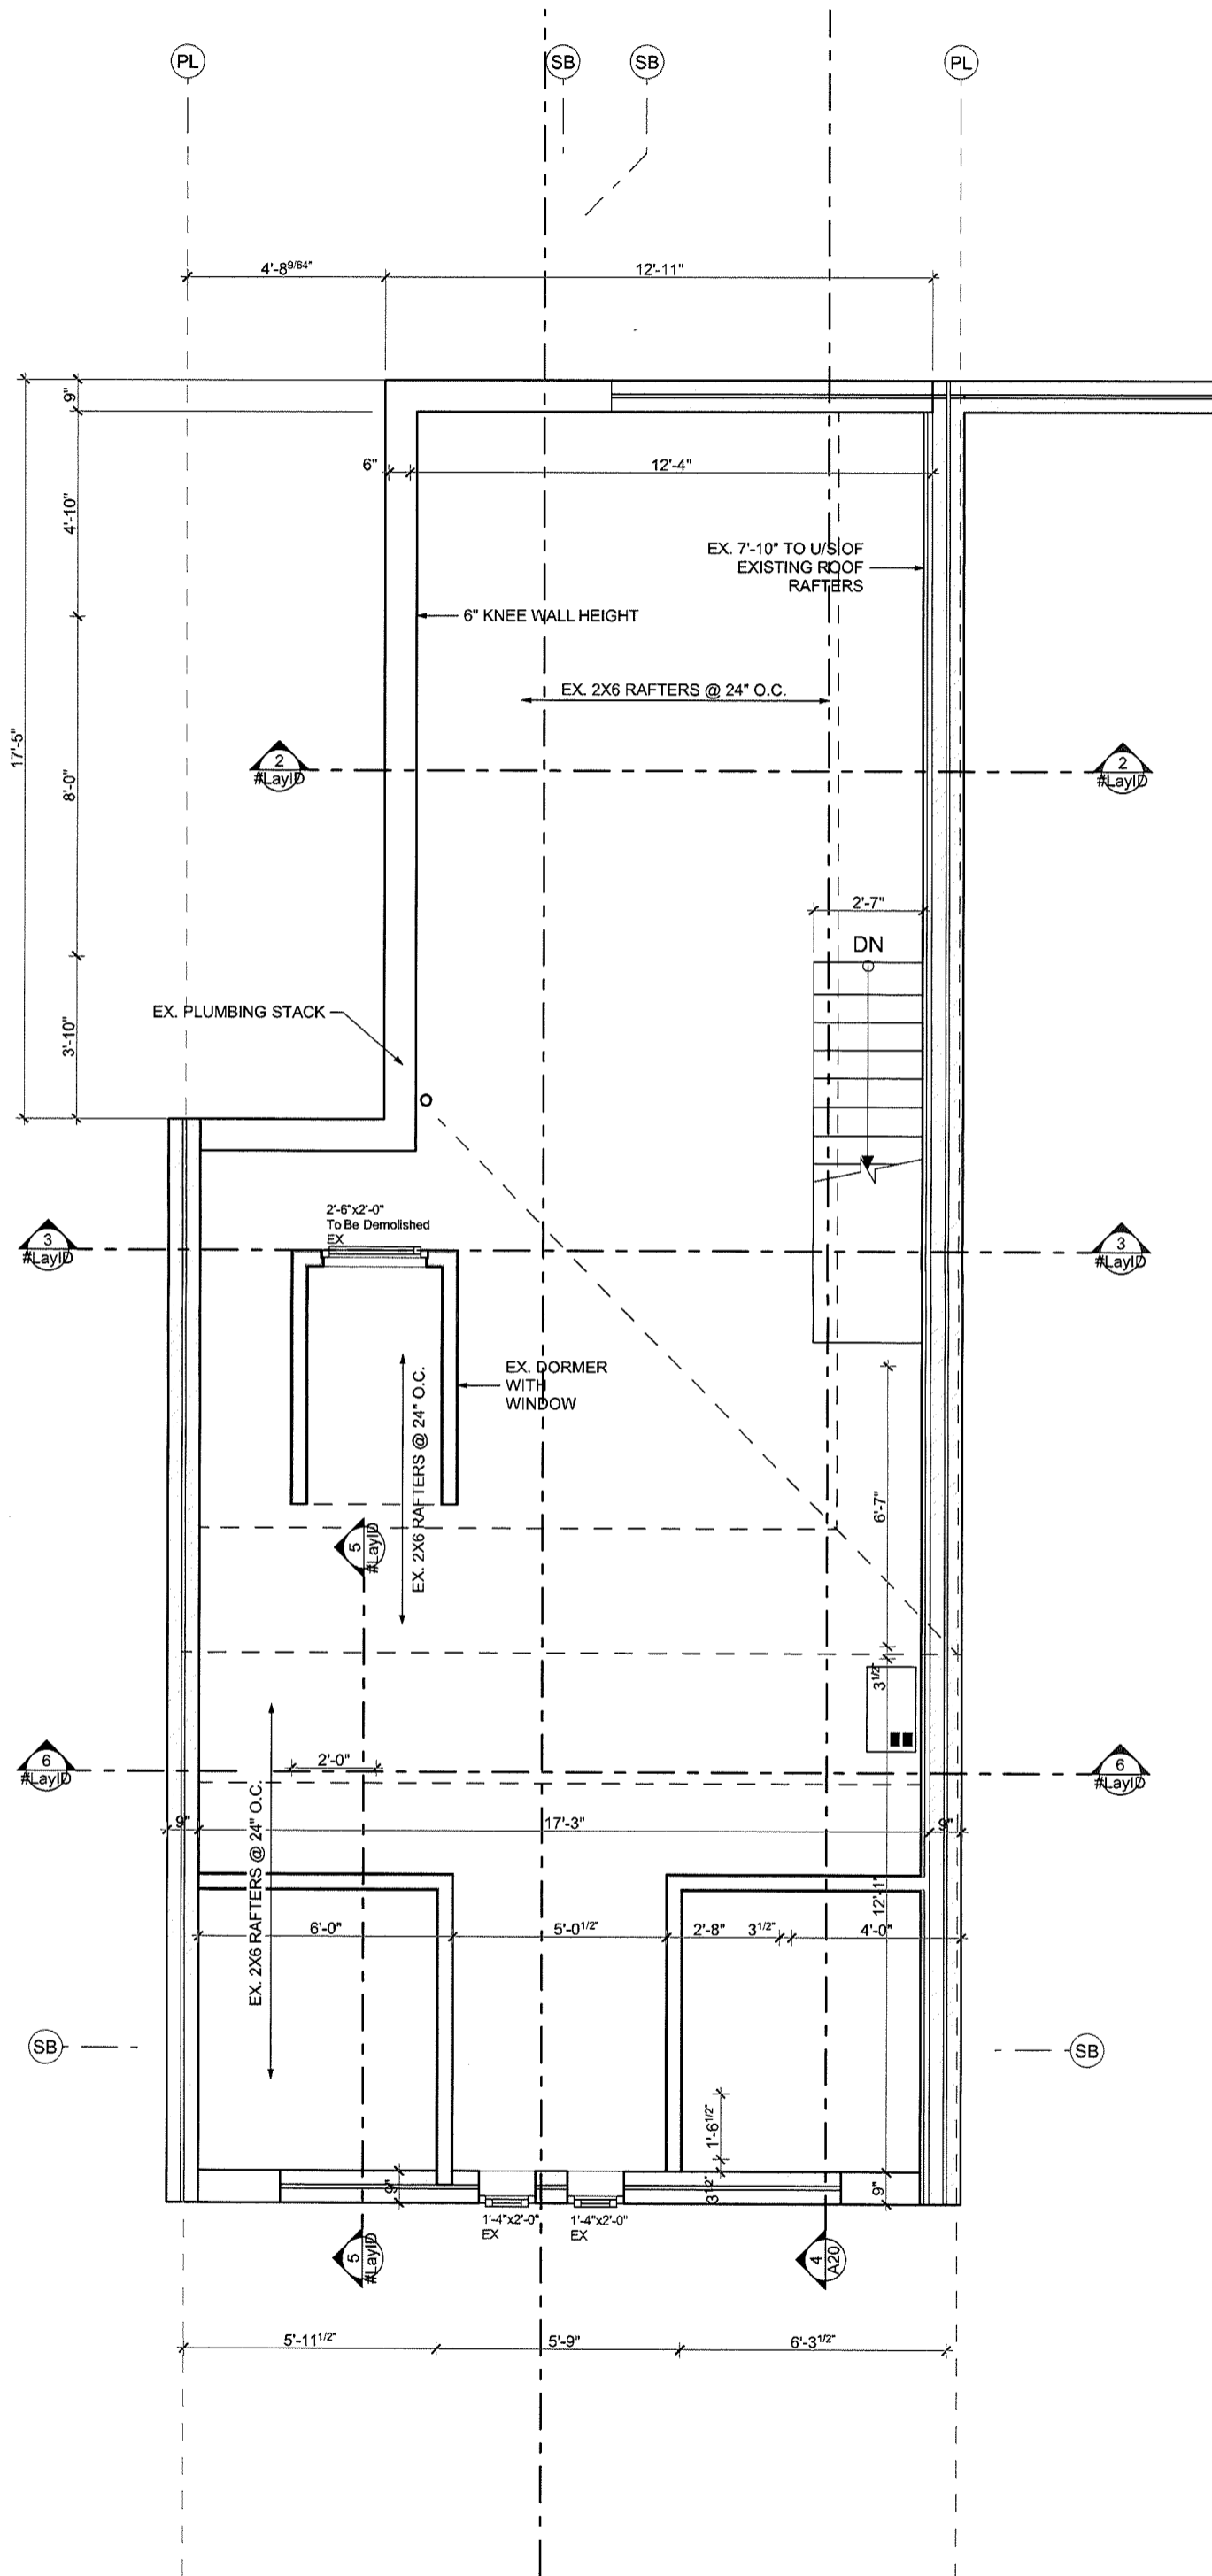 PL
SB
SB
PL
4'-8 9/64"
12'-11"
9"
6"
12'-4"
4'-10"
EX. 7'-10" TO U/S OF
EXISTING ROOF
RAFTERS
6" KNEE WALL HEIGHT
EX. 2X6 RAFTERS @ 24" O.C.
17'-5"
8'-0"
2
#LayID
2
#LayID
2'-7"
DN
EX. PLUMBING STACK
3'-10"
2'-6"x2'-0"
To Be Demolished
EX
3
#LayID
3
#LayID
EX. DORMER
WITH
WINDOW
EX. 2X6 RAFTERS @ 24" O.C.
6'-7"
5
#LayID
3 1/2"
6
#LayID
2'-0"
6
#LayID
EX. 2X6 RAFTERS @ 24" O.C.
9"
17'-3"
9"
12'-1"
6'-0"
5'-0 1/2"
2'-8"
3 1/2"
4'-0"
SB
SB
1'-6 1/2"
9"
3 1/2"
9"
1'-4"x2'-0"
EX
1'-4"x2'-0"
EX
5
#LayID
4
A20
5'-11 1/2"
5'-9"
6'-3 1/2"